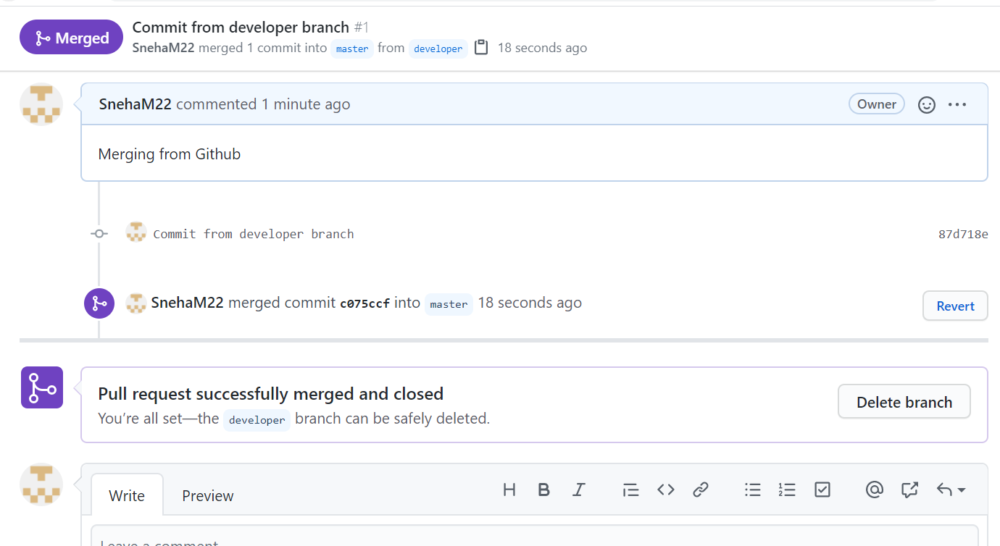 Merged
Commit from developer branch #1
SnehaM22 merged 1 commit into master from developer 18 seconds ago
SnehaM22 commented 1 minute ago Owner
Merging from Github
Commit from developer branch 87d718e
SnehaM22 merged commit c075ccf into master 18 seconds ago
Revert
Pull request successfully merged and closed
You’re all set—the developer branch can be safely deleted.
Delete branch
Write Preview
Leave a comment